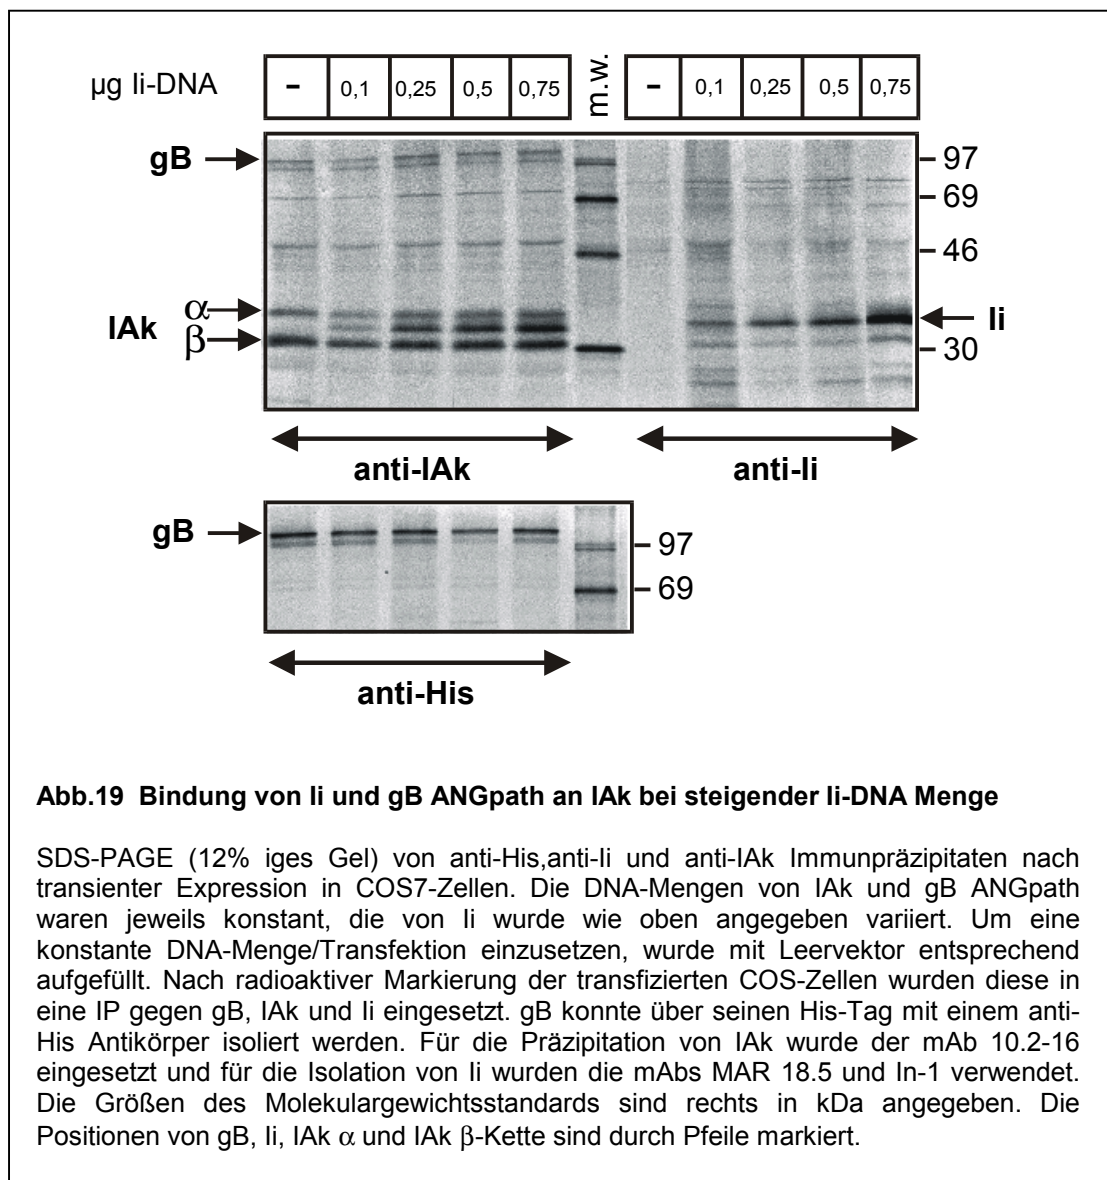 µg Ii-DNA
- 0,1 0,25 0,5 0,75 m.w. - 0,1 0,25 0,5 0,75
gB 97
69
46
α
IAk Ii
β
30
anti-IAk anti-Ii
gB
97
69
anti-His
Abb.19 Bindung von Ii und gB ANGpath an IAk bei steigender Ii-DNA Menge
SDS-PAGE (12% iges Gel) von anti-His,anti-Ii und anti-IAk Immunpräzipitaten nach
transienter Expression in COS7-Zellen. Die DNA-Mengen von IAk und gB ANGpath
waren jeweils konstant, die von Ii wurde wie oben angegeben variiert. Um eine
konstante DNA-Menge/Transfektion einzusetzen, wurde mit Leervektor entsprechend
aufgefüllt. Nach radioaktiver Markierung der transfizierten COS-Zellen wurden diese in
eine IP gegen gB, IAk und Ii eingesetzt. gB konnte über seinen His-Tag mit einem anti-
His Antikörper isoliert werden. Für die Präzipitation von IAk wurde der mAb 10.2-16
eingesetzt und für die Isolation von Ii wurden die mAbs MAR 18.5 und In-1 verwendet.
Die Größen des Molekulargewichtsstandards sind rechts in kDa angegeben. Die
Positionen von gB, Ii, IAk α und IAk β-Kette sind durch Pfeile markiert.